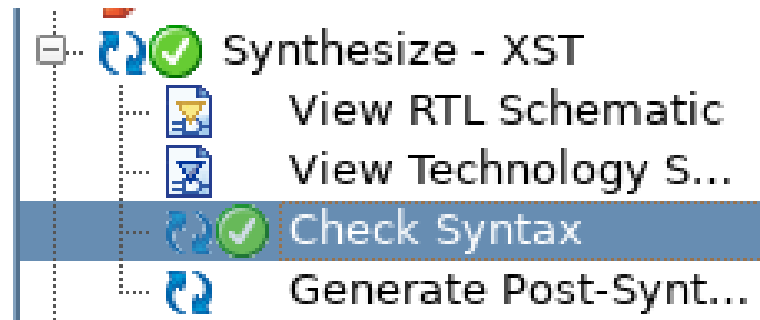 Synthesize - XST
View RTL Schematic
View Technology S...
Check Syntax
Generate Post-Synt...